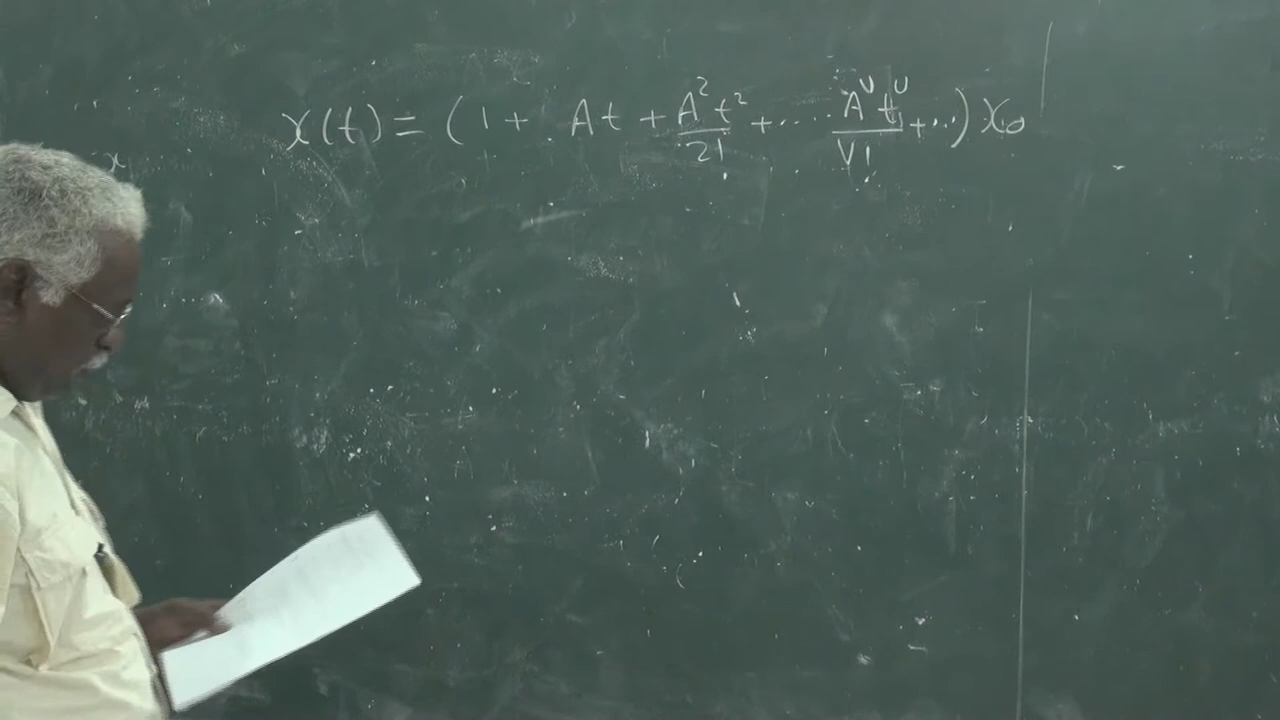 x(t) = (1 + At + A²t²/2! + ..... Aᵛtᵛ/v! + ...) x₀
x